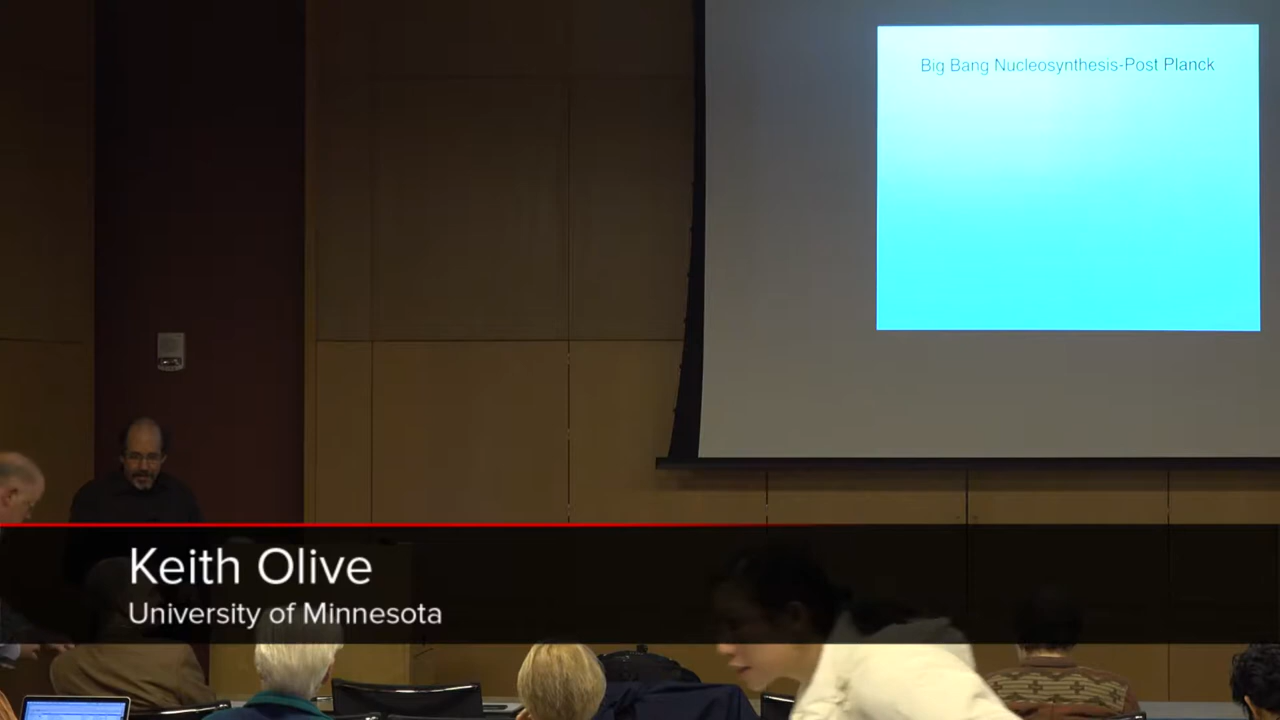 Big Bang Nucleosynthesis-Post Planck
Keith Olive
University of Minnesota